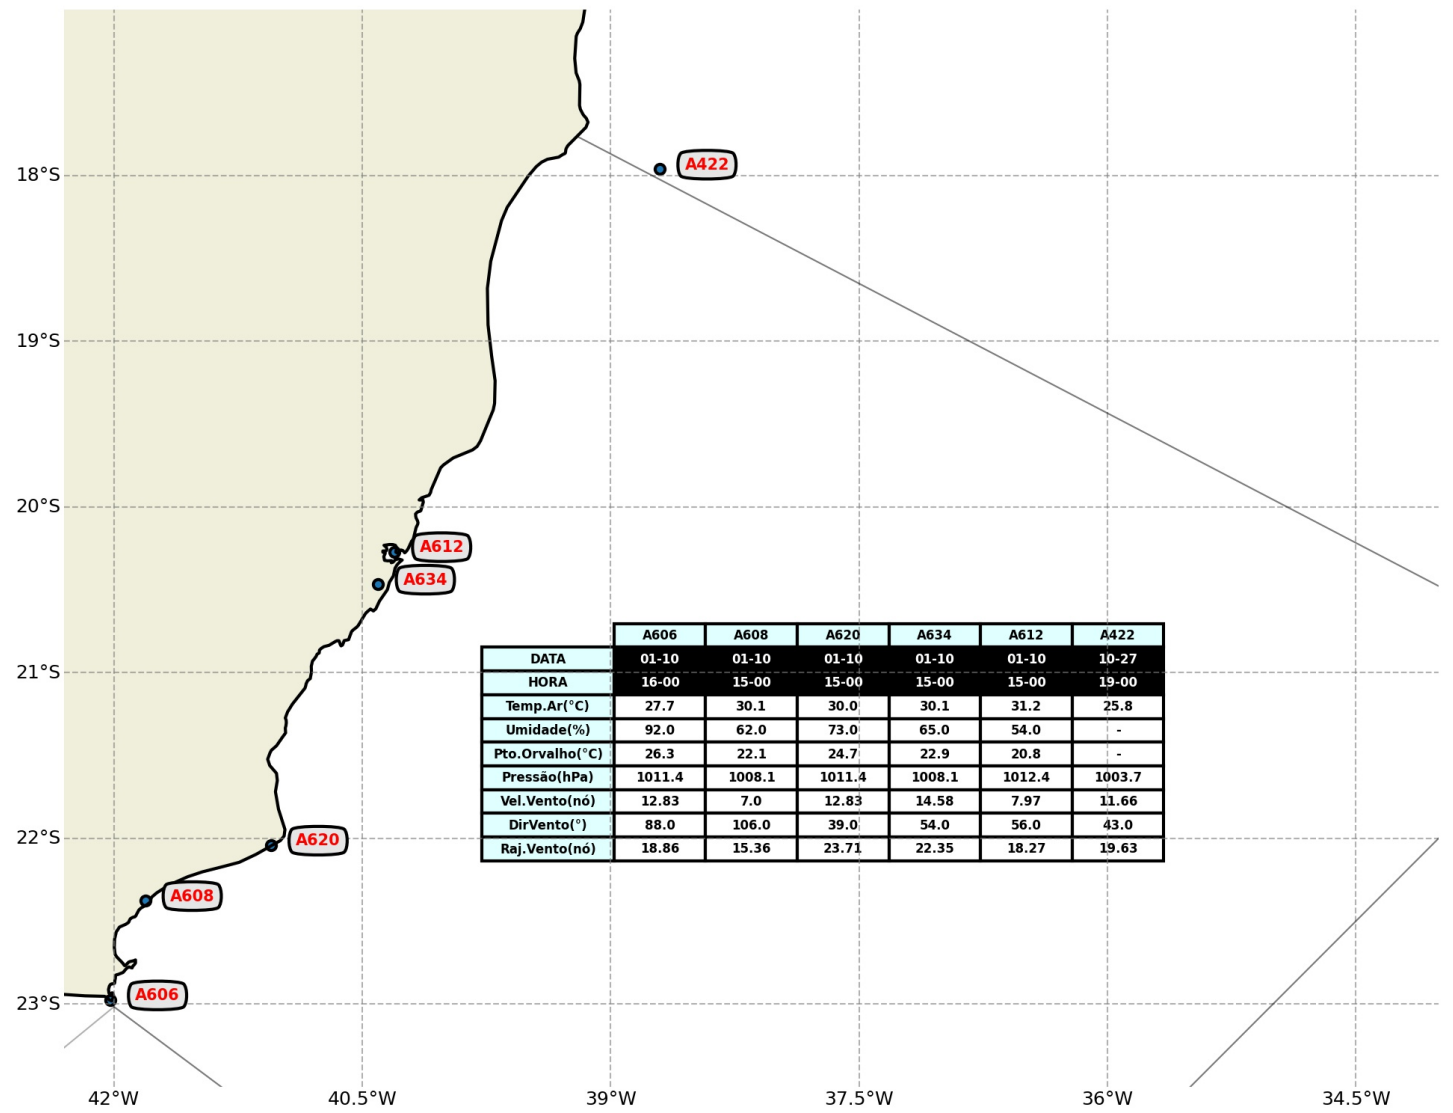 A422
18°S
19°S
20°S
A612
A634
A606 A608 A620 A634 A612 A422
DATA 01-10 01-10 01-10 01-10 01-10 10-27
21°S
HORA 16-00 15-00 15-00 15-00 15-00 19-00
Temp.Ar(°C) 27.7 30.1 30.0 30.1 31.2 25.8
Umidade(%) 92.0 62.0 73.0 65.0 54.0 -
Pto.Orvalho(°C) 26.3 22.1 24.7 22.9 20.8 -
Pressão(hPa) 1011.4 1008.1 1011.4 1008.1 1012.4 1003.7
Vel.Vento(nó) 12.83 7.0 12.83 14.58 7.97 11.66
DirVento(°) 88.0 106.0 39.0 54.0 56.0 43.0
Raj.Vento(nó) 18.86 15.36 23.71 22.35 18.27 19.63
22°S
A620
A608
A606
23°S
42°W 40.5°W 39°W 37.5°W 36°W 34.5°W